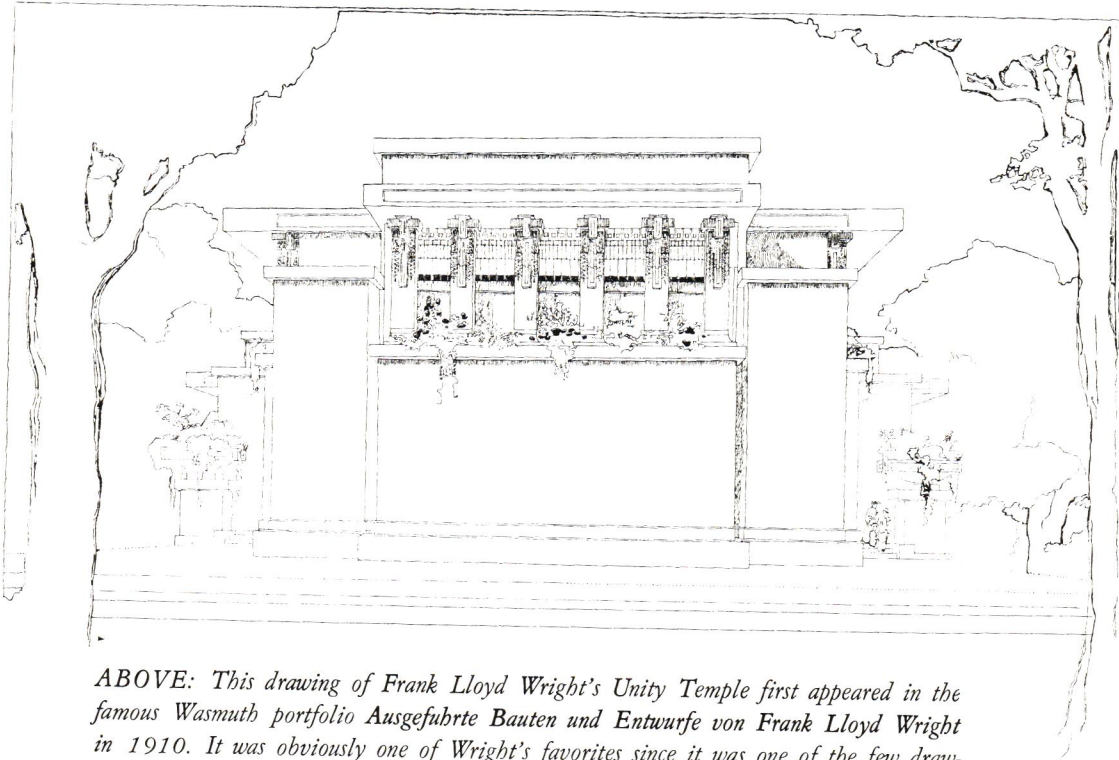 ABOVE: This drawing of Frank Lloyd Wright's Unity Temple first appeared in the
famous Wasmuth portfolio Ausgefuhrte Bauten und Entwurfe von Frank Lloyd Wright
in 1910. It was obviously one of Wright's favorites since it was one of the few draw-